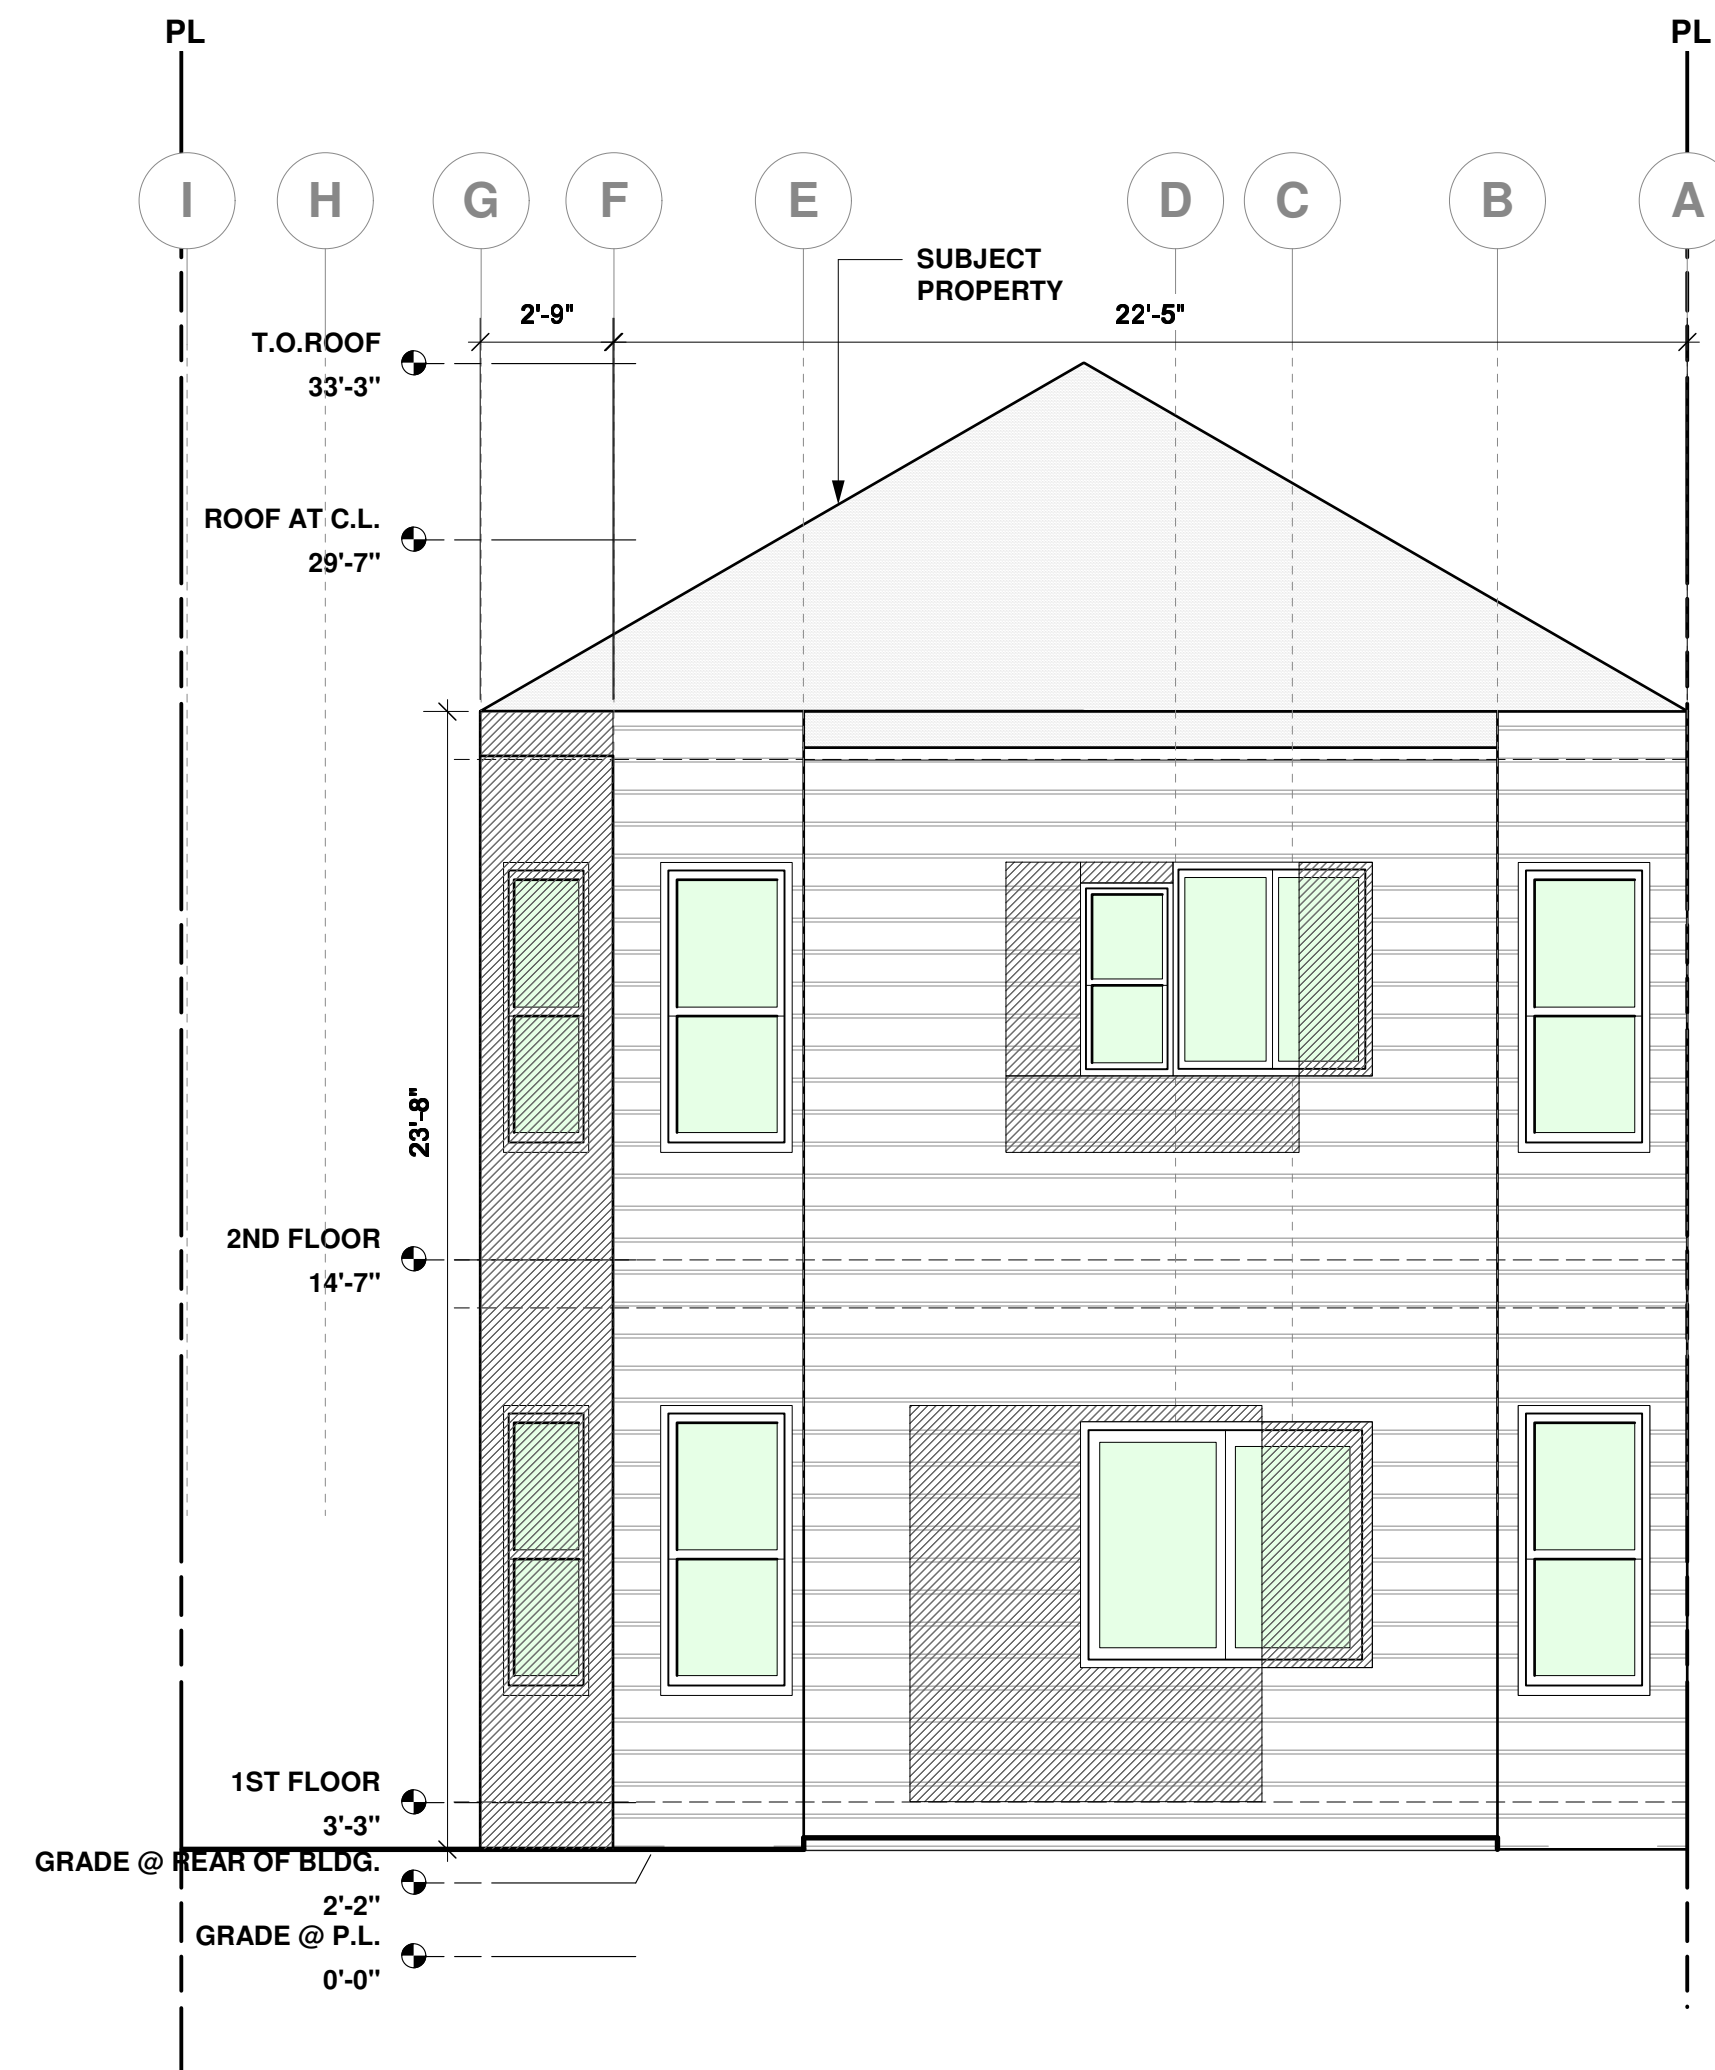 PL
PL
I
H
G
F
E
D
C
B
A
SUBJECT
PROPERTY
2'-9"
22'-5"
T.O.ROOF
33'-3"
ROOF AT C.L.
29'-7"
23'-8"
2ND FLOOR
14'-7"
1ST FLOOR
3'-3"
GRADE @ REAR OF BLDG.
2'-2"
GRADE @ P.L.
0'-0"